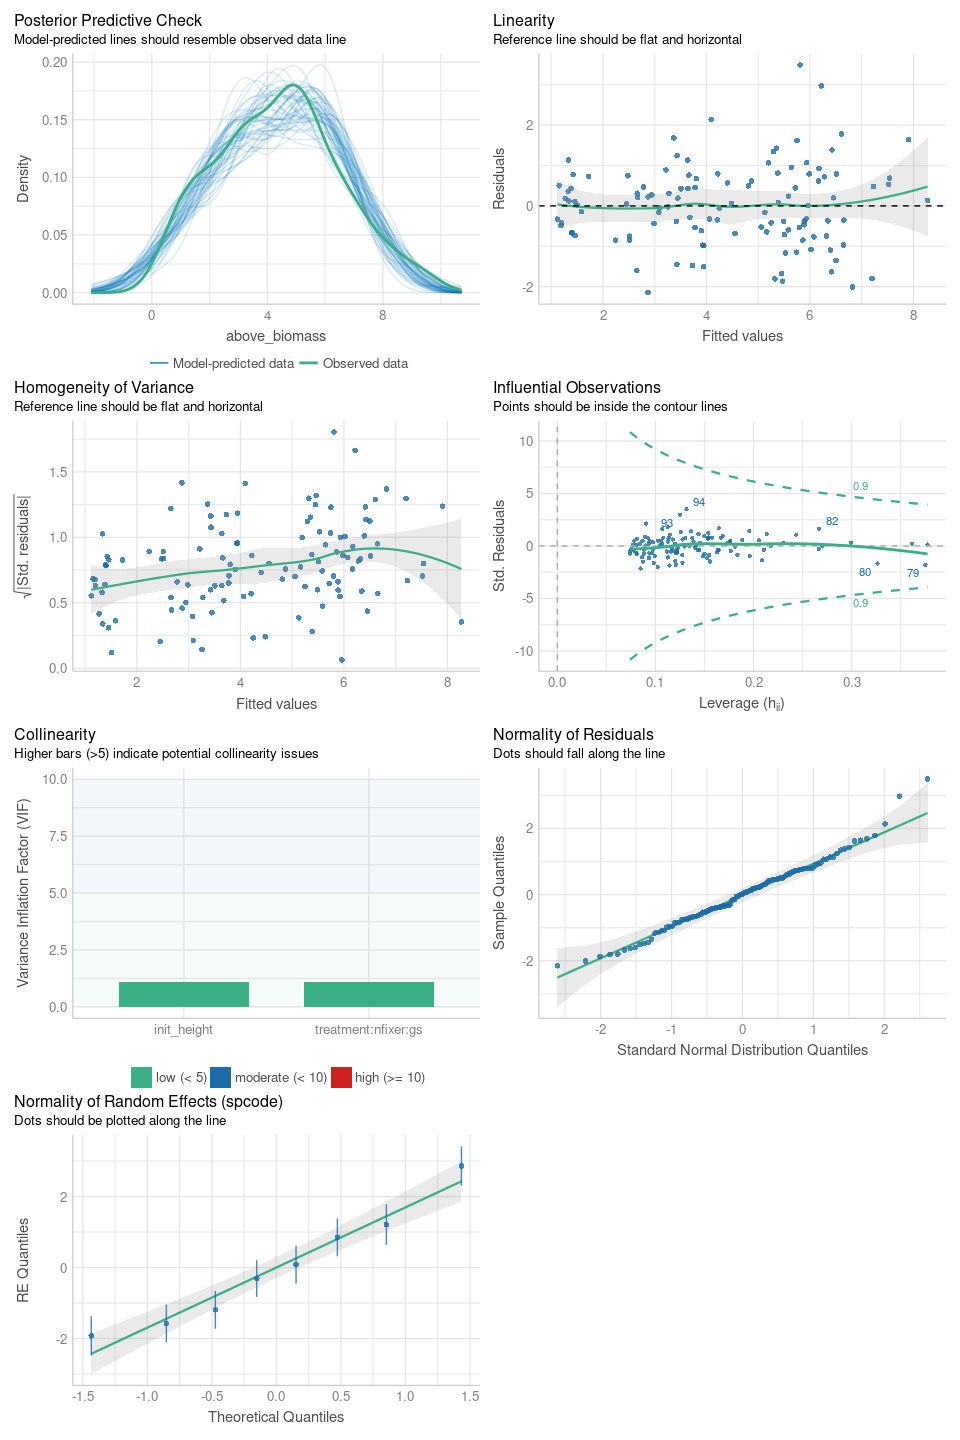 Posterior Predictive Check
Model-predicted lines should resemble observed data line
0.20
0.15
0.10
0.05
0.00
Density
0 4 8
above_biomass
Model-predicted data Observed data
Linearity
Reference line should be flat and horizontal
2
0
-2
Residuals
2 4 6 8
Fitted values
Homogeneity of Variance
Reference line should be flat and horizontal
1.5
1.0
0.5
0.0
√|Std. residuals|
2 4 6 8
Fitted values
Influential Observations
Points should be inside the contour lines
10
5
0
-5
-10
Std. Residuals
0.9
94
93
82
80
79
0.9
0.0 0.1 0.2 0.3
Leverage (hii)
Collinearity
Higher bars (>5) indicate potential collinearity issues
10.0
7.5
5.0
2.5
0.0
Variance Inflation Factor (VIF)
init_height treatment:nfixer:gs
low (< 5) moderate (< 10) high (>= 10)
Normality of Residuals
Dots should fall along the line
2
0
-2
Sample Quantiles
-2 -1 0 1 2
Standard Normal Distribution Quantiles
Normality of Random Effects (spcode)
Dots should be plotted along the line
2
0
-2
RE Quantiles
-1.5 -1.0 -0.5 0.0 0.5 1.0 1.5
Theoretical Quantiles